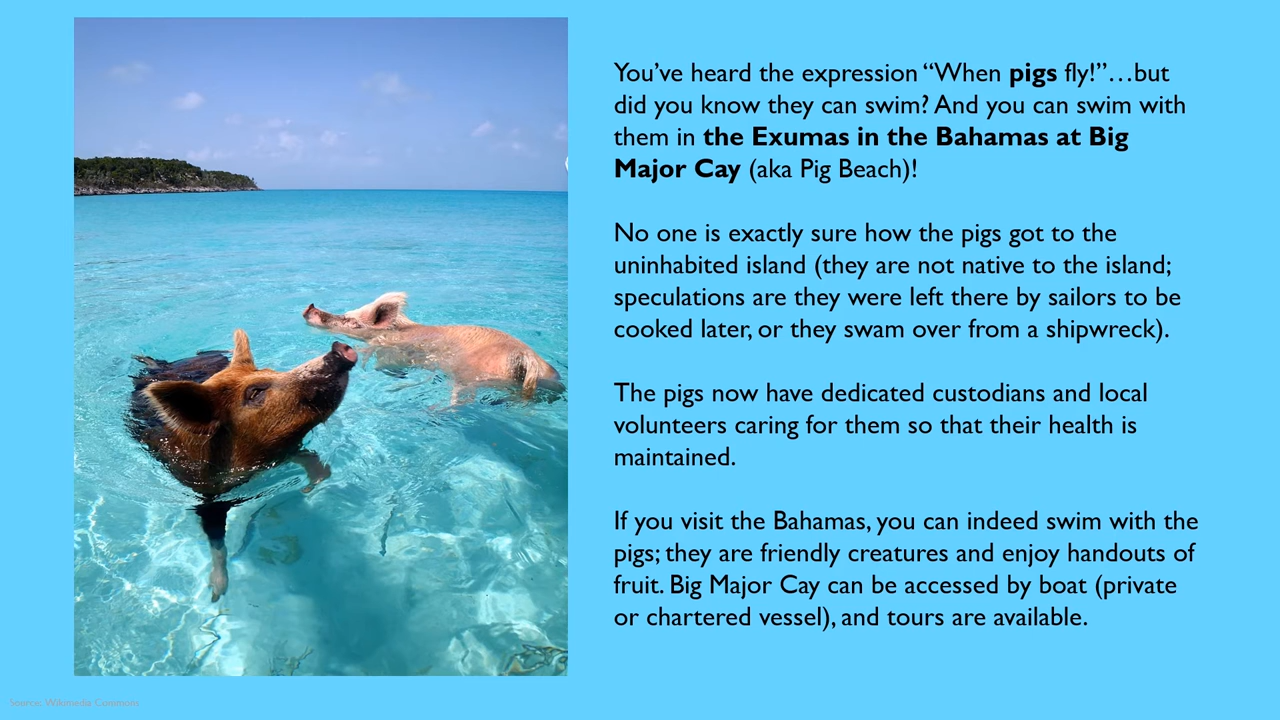 You’ve heard the expression “When pigs fly!”…but
did you know they can swim? And you can swim with
them in the Exumas in the Bahamas at Big
Major Cay (aka Pig Beach)!
No one is exactly sure how the pigs got to the
uninhabited island (they are not native to the island;
speculations are they were left there by sailors to be
cooked later, or they swam over from a shipwreck).
The pigs now have dedicated custodians and local
volunteers caring for them so that their health is
maintained.
If you visit the Bahamas, you can indeed swim with the
pigs; they are friendly creatures and enjoy handouts of
fruit. Big Major Cay can be accessed by boat (private
or chartered vessel), and tours are available.
Source: Wikimedia Commons